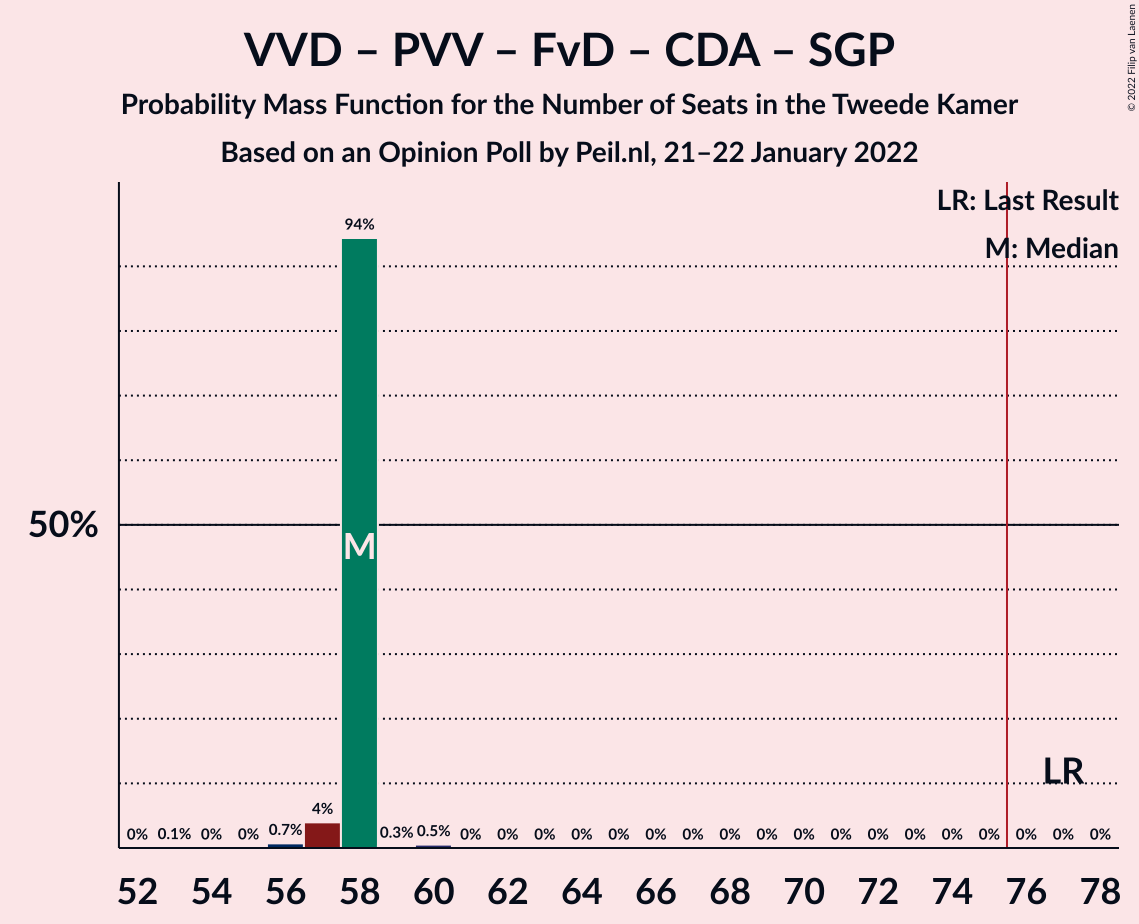 VVD – PVV – FvD – CDA – SGP
Probability Mass Function for the Number of Seats in the Tweede Kamer
Based on an Opinion Poll by Peil.nl, 21–22 January 2022
© 2022 Filip van Laenen
LR: Last Result
M: Median
94%
50%
M
LR
4%
0% 0.1% 0% 0% 0.7% 0.3% 0.5% 0% 0% 0% 0% 0% 0% 0% 0% 0% 0% 0% 0% 0% 0% 0% 0% 0% 0%
52 54 56 58 60 62 64 66 68 70 72 74 76 78